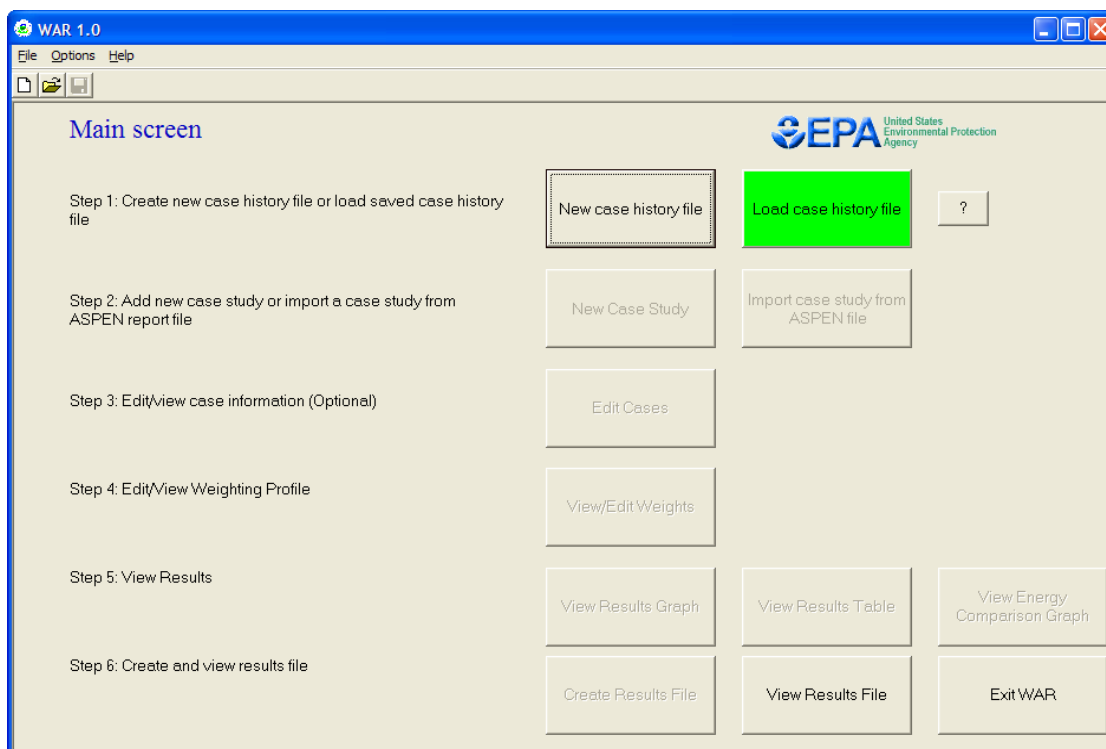 WAR 1.0
File Options Help
Main screen
EPA United States
Environmental Protection
Agency
Step 1: Create new case history file or load saved case history
file
New case history file
Load case history file
?
Step 2: Add new case study or import a case study from
ASPEN report file
New Case Study
Import case study from
ASPEN file
Step 3: Edit/view case information (Optional)
Edit Cases
Step 4: Edit/View Weighting Profile
View/Edit Weights
Step 5: View Results
View Results Graph
View Results Table
View Energy
Comparison Graph
Step 6: Create and view results file
Create Results File
View Results File
Exit WAR